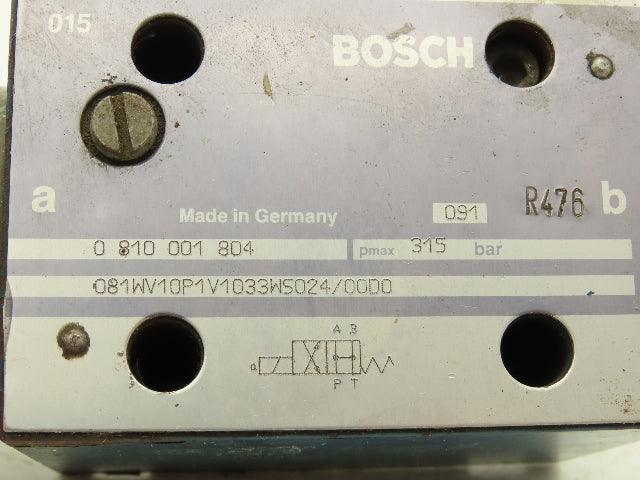 015
BOSCH
a
Made in Germany 091 R476 b
0 810 001 804 pmax 315 bar
081WV10P1V1033WS024/00D0
A B
a
P T